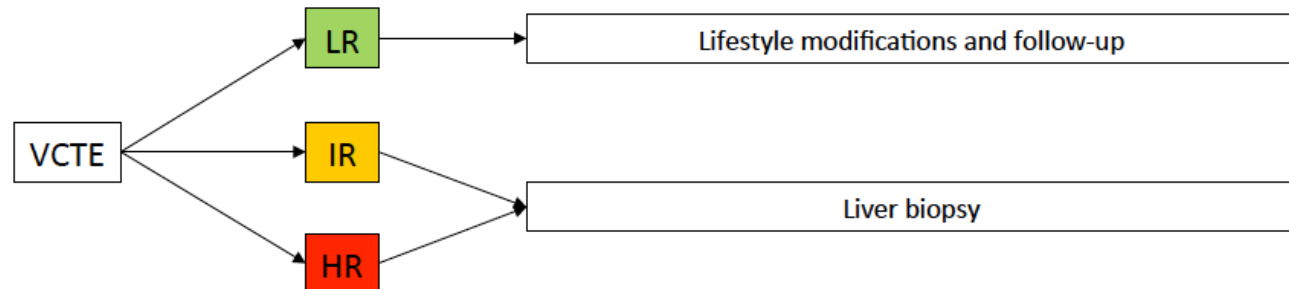 LR
Lifestyle modifications and follow-up
VCTE
IR
Liver biopsy
HR